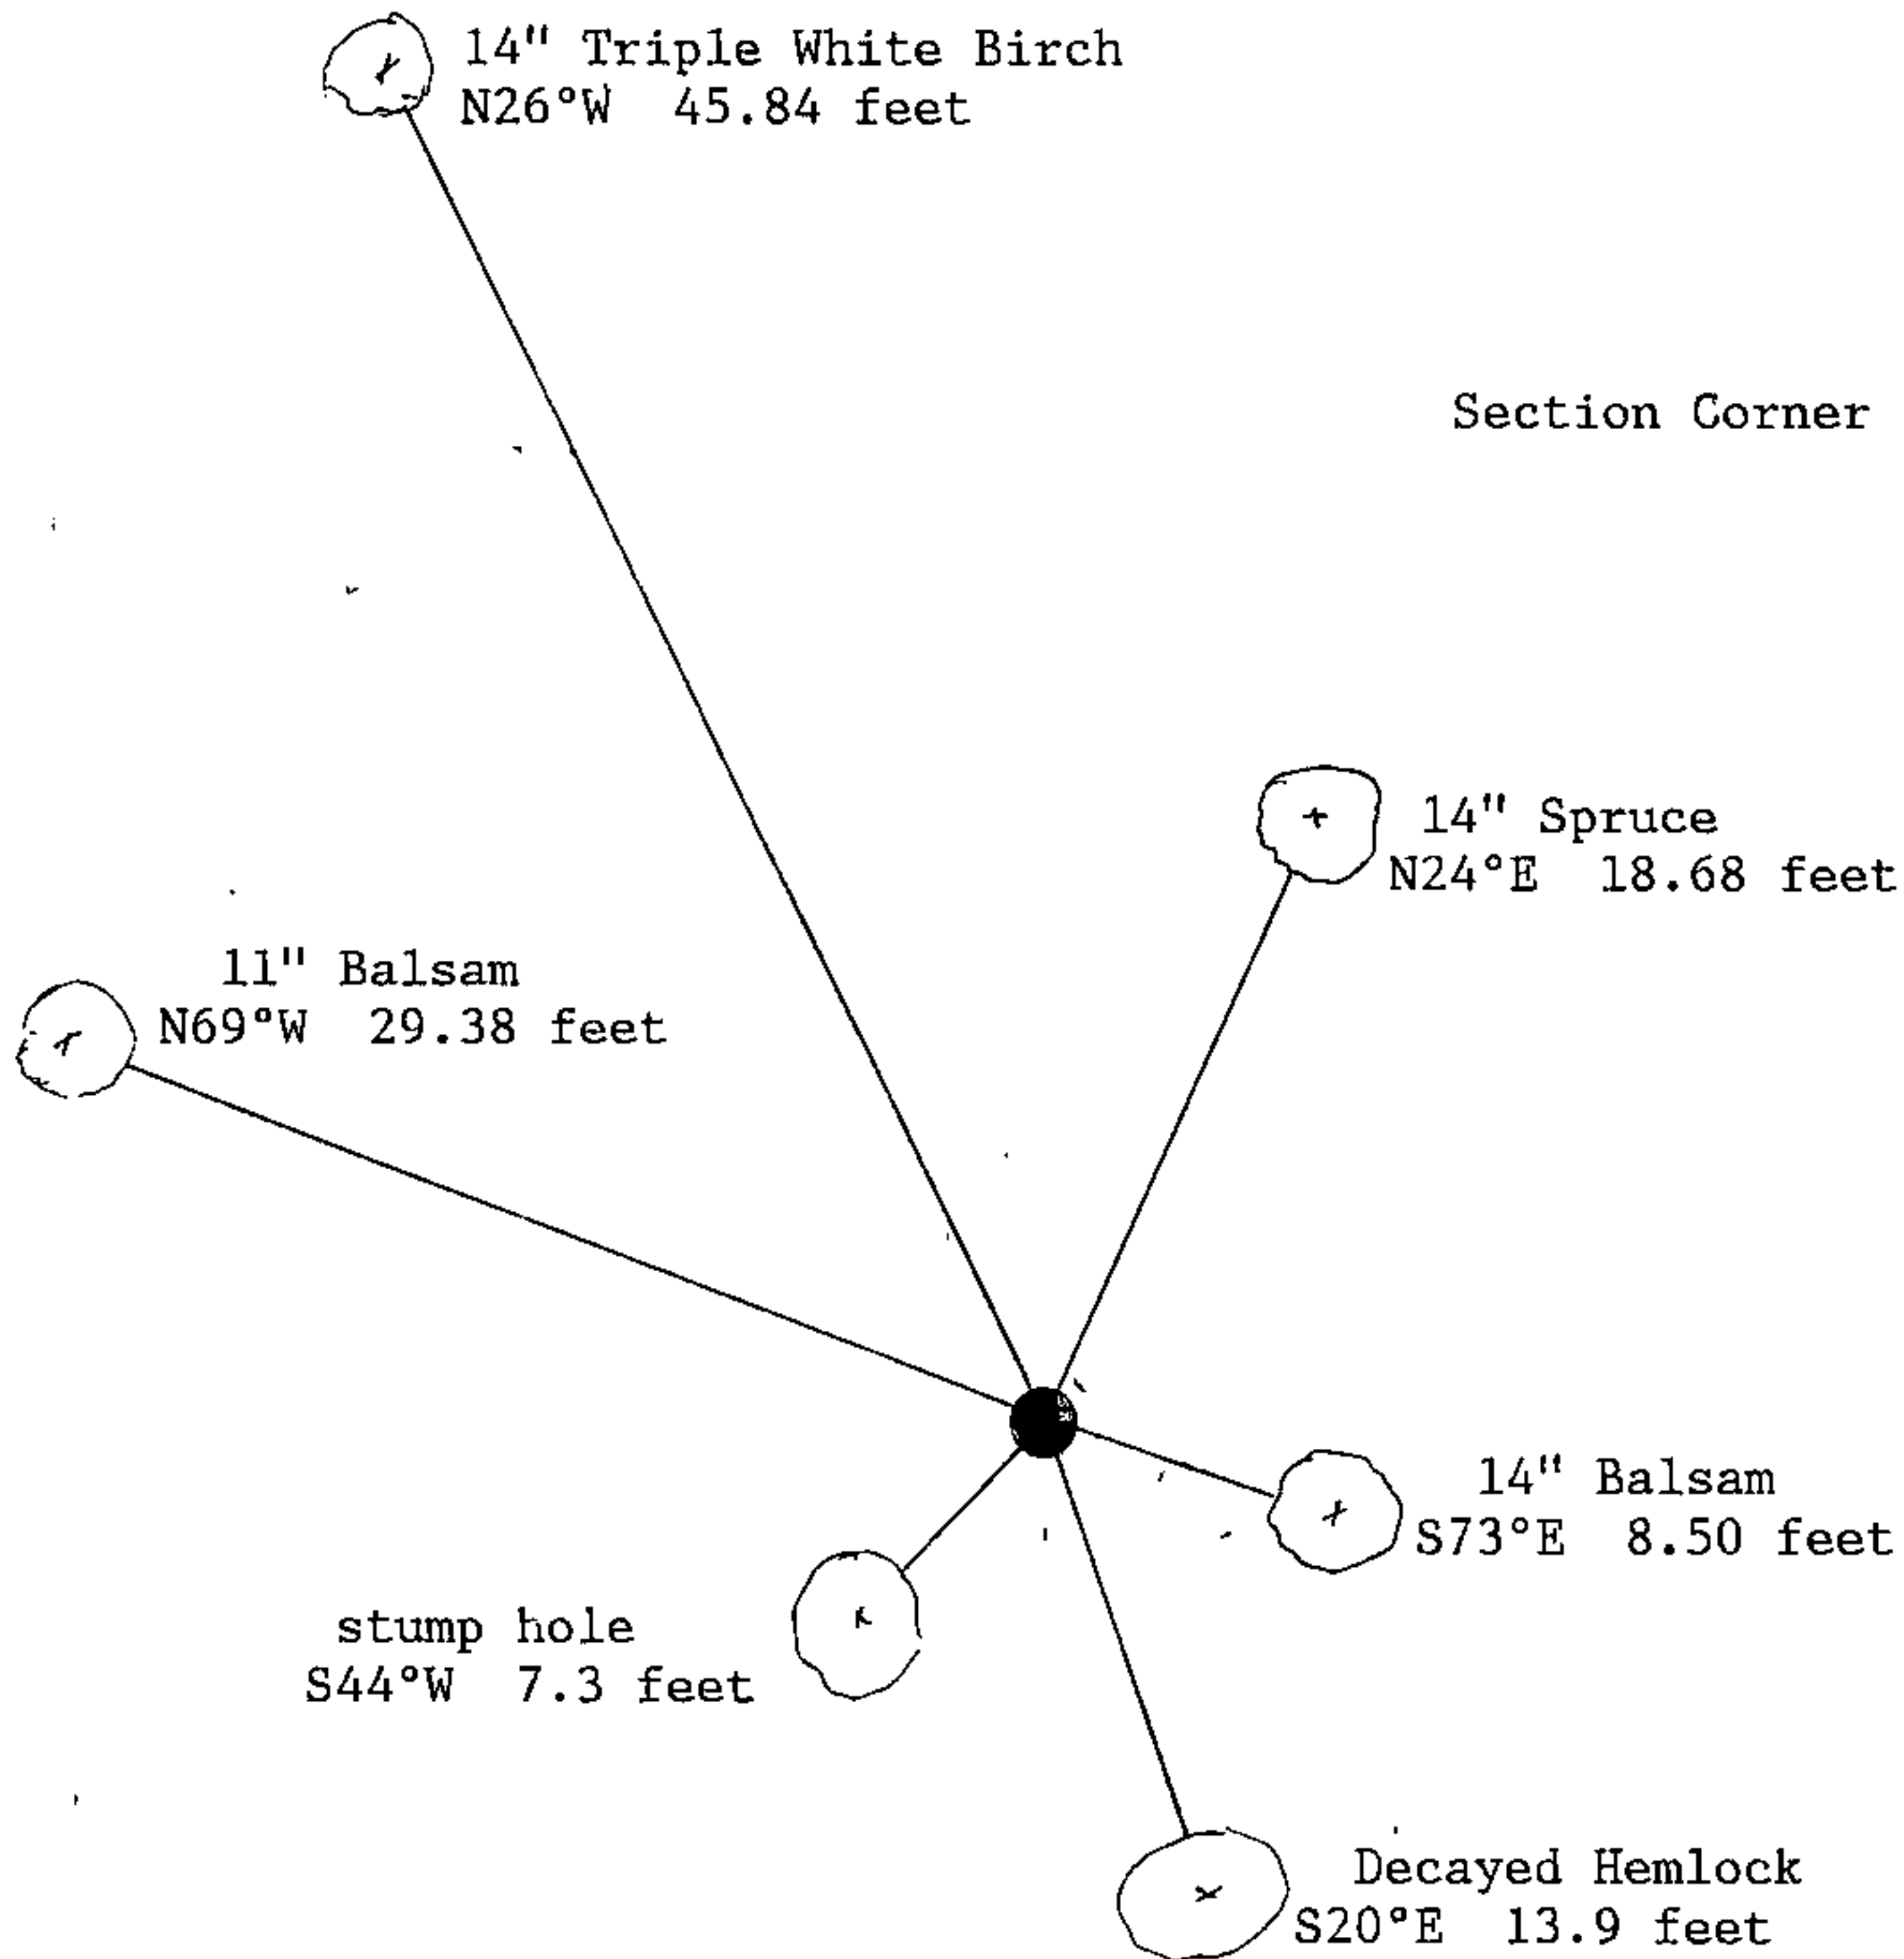 14" Triple White Birch
N26°W 45.84 feet
Section Corner
14" Spruce
N24°E 18.68 feet
11" Balsam
N69°W 29.38 feet
14" Balsam
S73°E 8.50 feet
stump hole
S44°W 7.3 feet
Decayed Hemlock
S20°E 13.9 feet